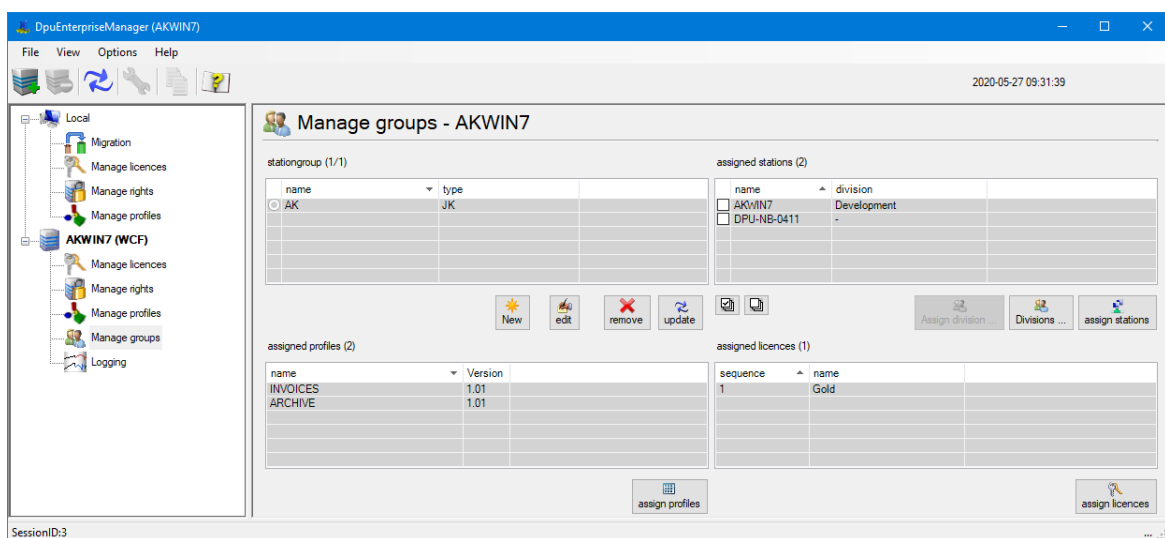 DpuEnterpriseManager (AKWIN7)
File View Options Help
2020-05-27 09:31:39
Local
Migration
Manage licences
Manage rights
Manage profiles
AKWIN7 (WCF)
Manage licences
Manage rights
Manage profiles
Manage groups
Logging
Manage groups - AKWIN7
stationgroup (1/1)
name type
AK JK
New edit remove update
assigned stations (2)
name division
AKWIN7 Development
DPU-NB-0411 -
Assign division ... Divisions ... assign stations
assigned profiles (2)
name Version
INVOICES 1.01
ARCHIVE 1.01
assign profiles
assigned licences (1)
sequence name
1 Gold
assign licences
SessionID:3 ...